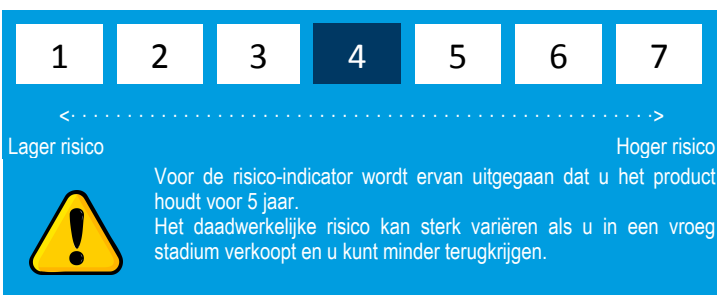 1 2 3 4 5 6 7
<· · · · · · · · · · · · · · · · · · · · · · · · · · · · · · · · · · · · · · · · · · · · · · · · · · · ·>
Lager risico Hoger risico
Voor de risico-indicator wordt ervan uitgegaan dat u het product
houdt voor 5 jaar.
Het daadwerkelijke risico kan sterk variëren als u in een vroeg
stadium verkoopt en u kunt minder terugkrijgen.